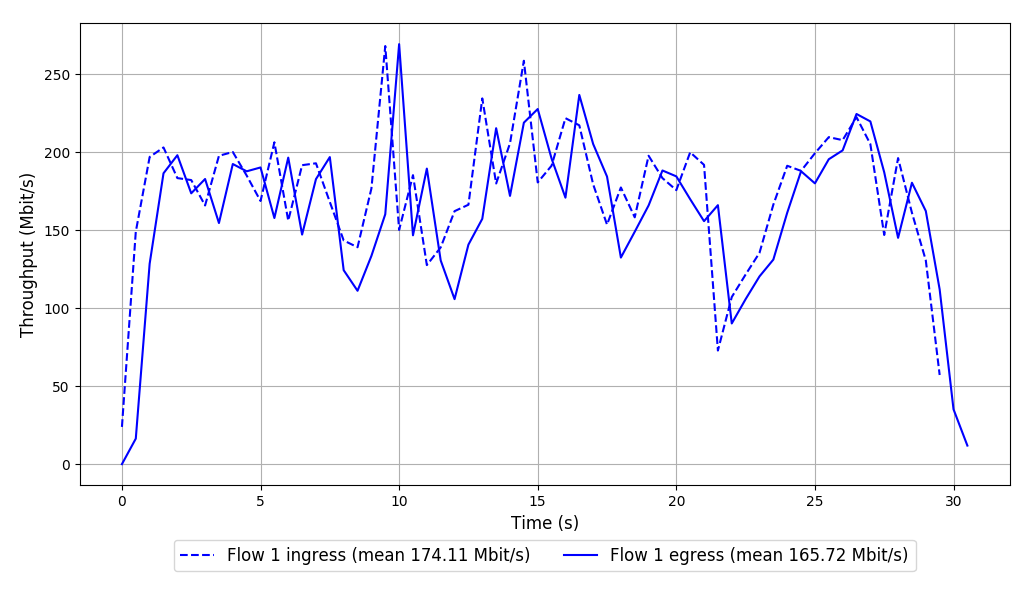 250
200
150
100
50
0
Throughput (Mbit/s)
0 5 10 15 20 25 30
Time (s)
Flow 1 ingress (mean 174.11 Mbit/s) Flow 1 egress (mean 165.72 Mbit/s)